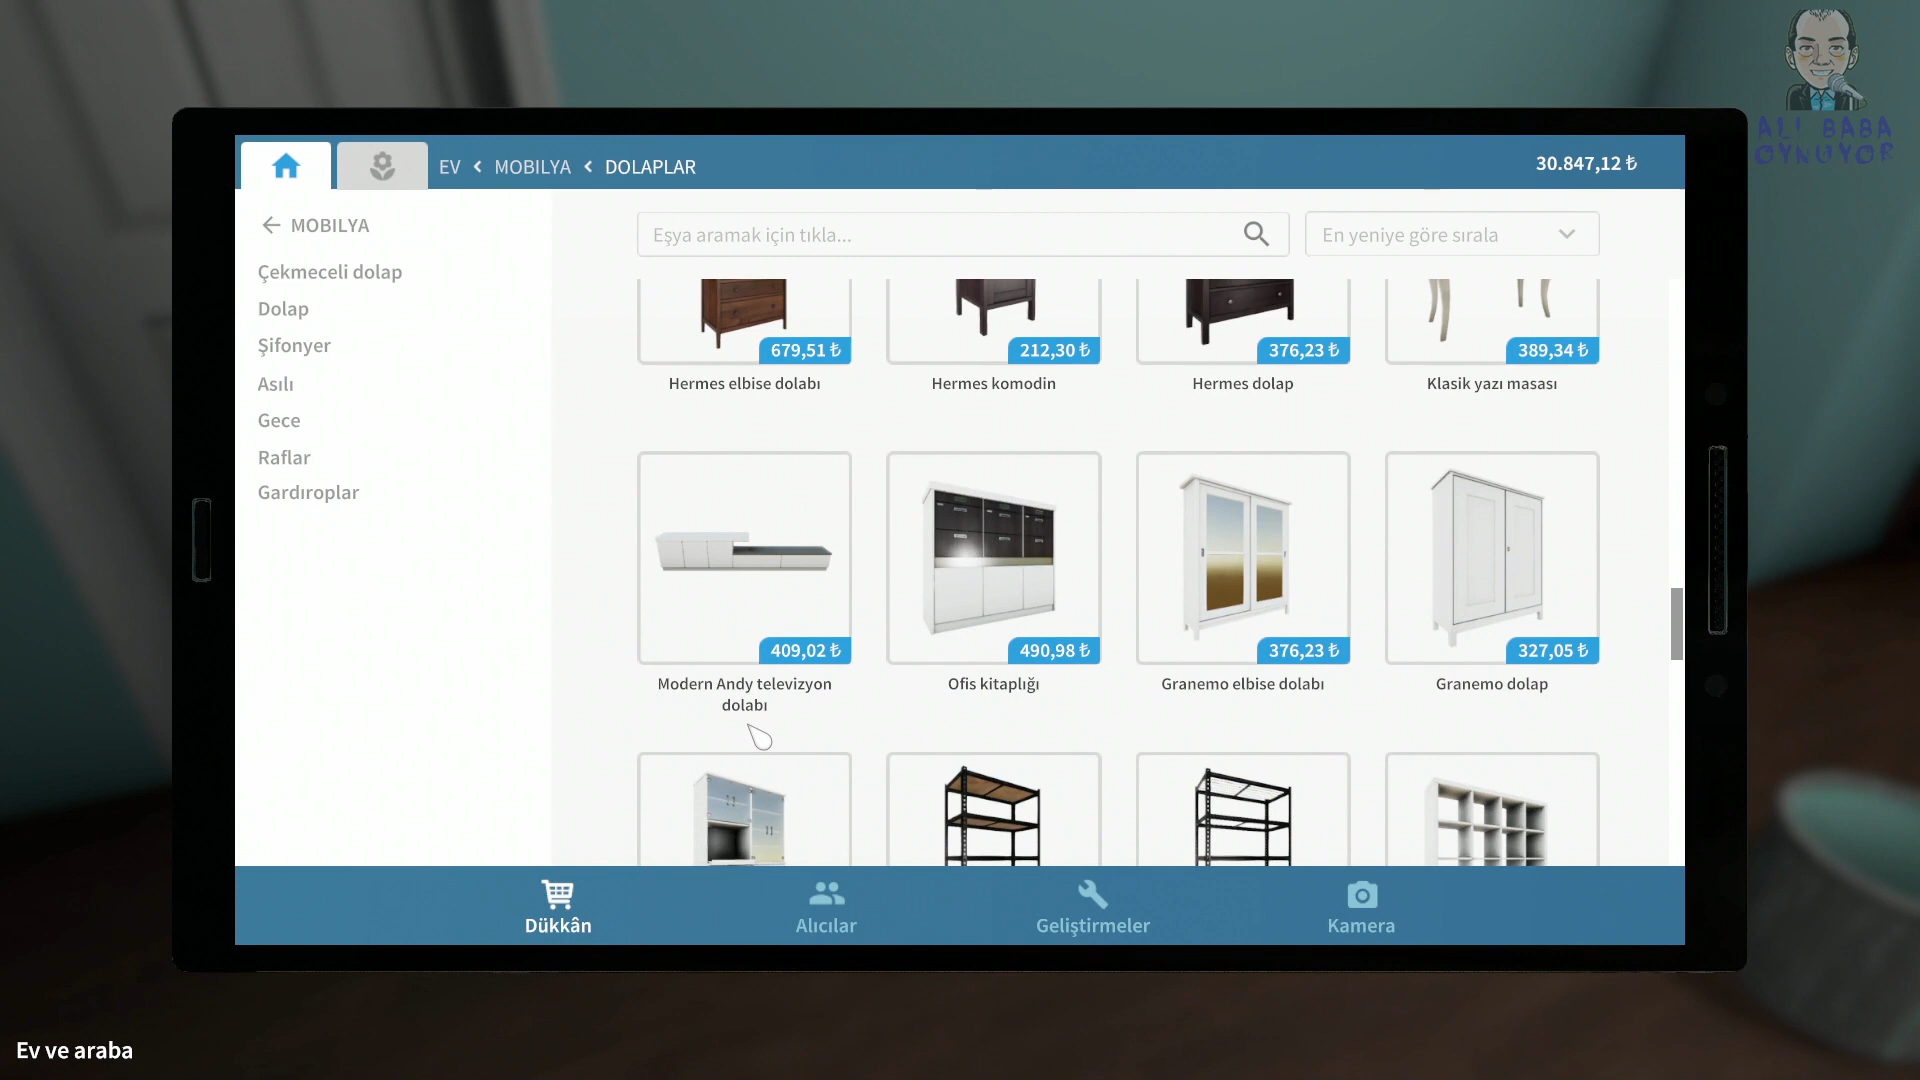 ALI BABA
OYNUYOR
EV < MOBILYA < DOLAPLAR
30.847,12 ₺
MOBILYA
Eşya aramak için tıkla...
En yeniye göre sırala
Çekmeceli dolap
Dolap
Şifonyer
Asılı
Gece
Raflar
Gardıroplar
679,51 ₺
212,30 ₺
376,23 ₺
389,34 ₺
Hermes elbise dolabı
Hermes komodin
Hermes dolap
Klasik yazı masası
409,02 ₺
490,98 ₺
376,23 ₺
327,05 ₺
Modern Andy televizyon
dolabı
Ofis kitaplığı
Granemo elbise dolabı
Granemo dolap
Dükkân
Alıcılar
Geliştirmeler
Kamera
Ev ve araba